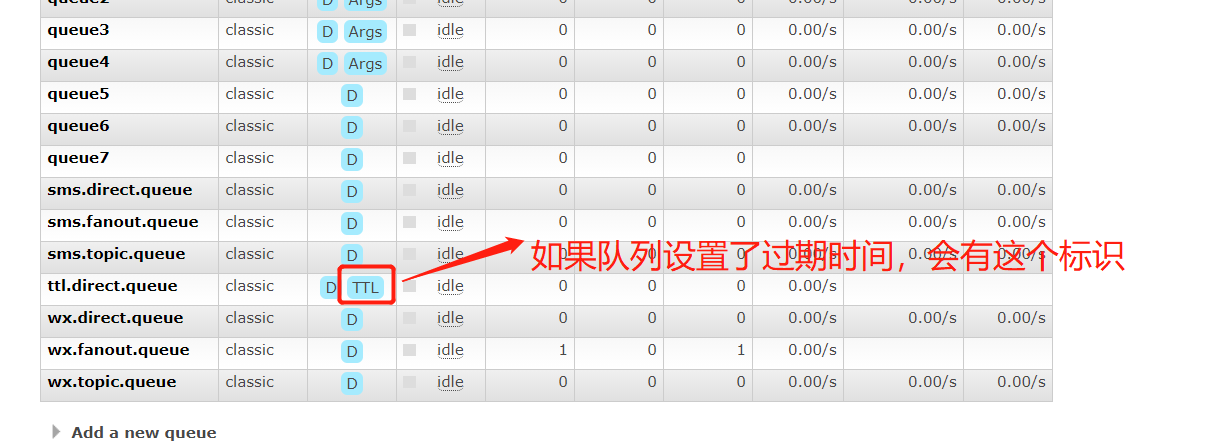 queue2 classic D Args idle 0 0 0 0.00/s 0.00/s 0.00/s
queue3 classic D Args idle 0 0 0 0.00/s 0.00/s 0.00/s
queue4 classic D Args idle 0 0 0 0.00/s 0.00/s 0.00/s
queue5 classic D idle 0 0 0 0.00/s 0.00/s 0.00/s
queue6 classic D idle 0 0 0 0.00/s 0.00/s 0.00/s
queue7 classic D idle 0 0 0
sms.direct.queue classic D idle 0 0 0 0.00/s 0.00/s 0.00/s
sms.fanout.queue classic D idle 0 0 0 0.00/s 0.00/s 0.00/s
sms.topic.queue classic D idle 0 0 0 0.00/s 0.00/s 0.00/s
如果队列设置了过期时间，会有这个标识
ttl.direct.queue classic D TTL idle 0 0 0 0.00/s
wx.direct.queue classic D idle 0 0 0 0.00/s 0.00/s 0.00/s
wx.fanout.queue classic D idle 1 0 1 0.00/s
wx.topic.queue classic D idle 0 0 0 0.00/s 0.00/s 0.00/s
Add a new queue